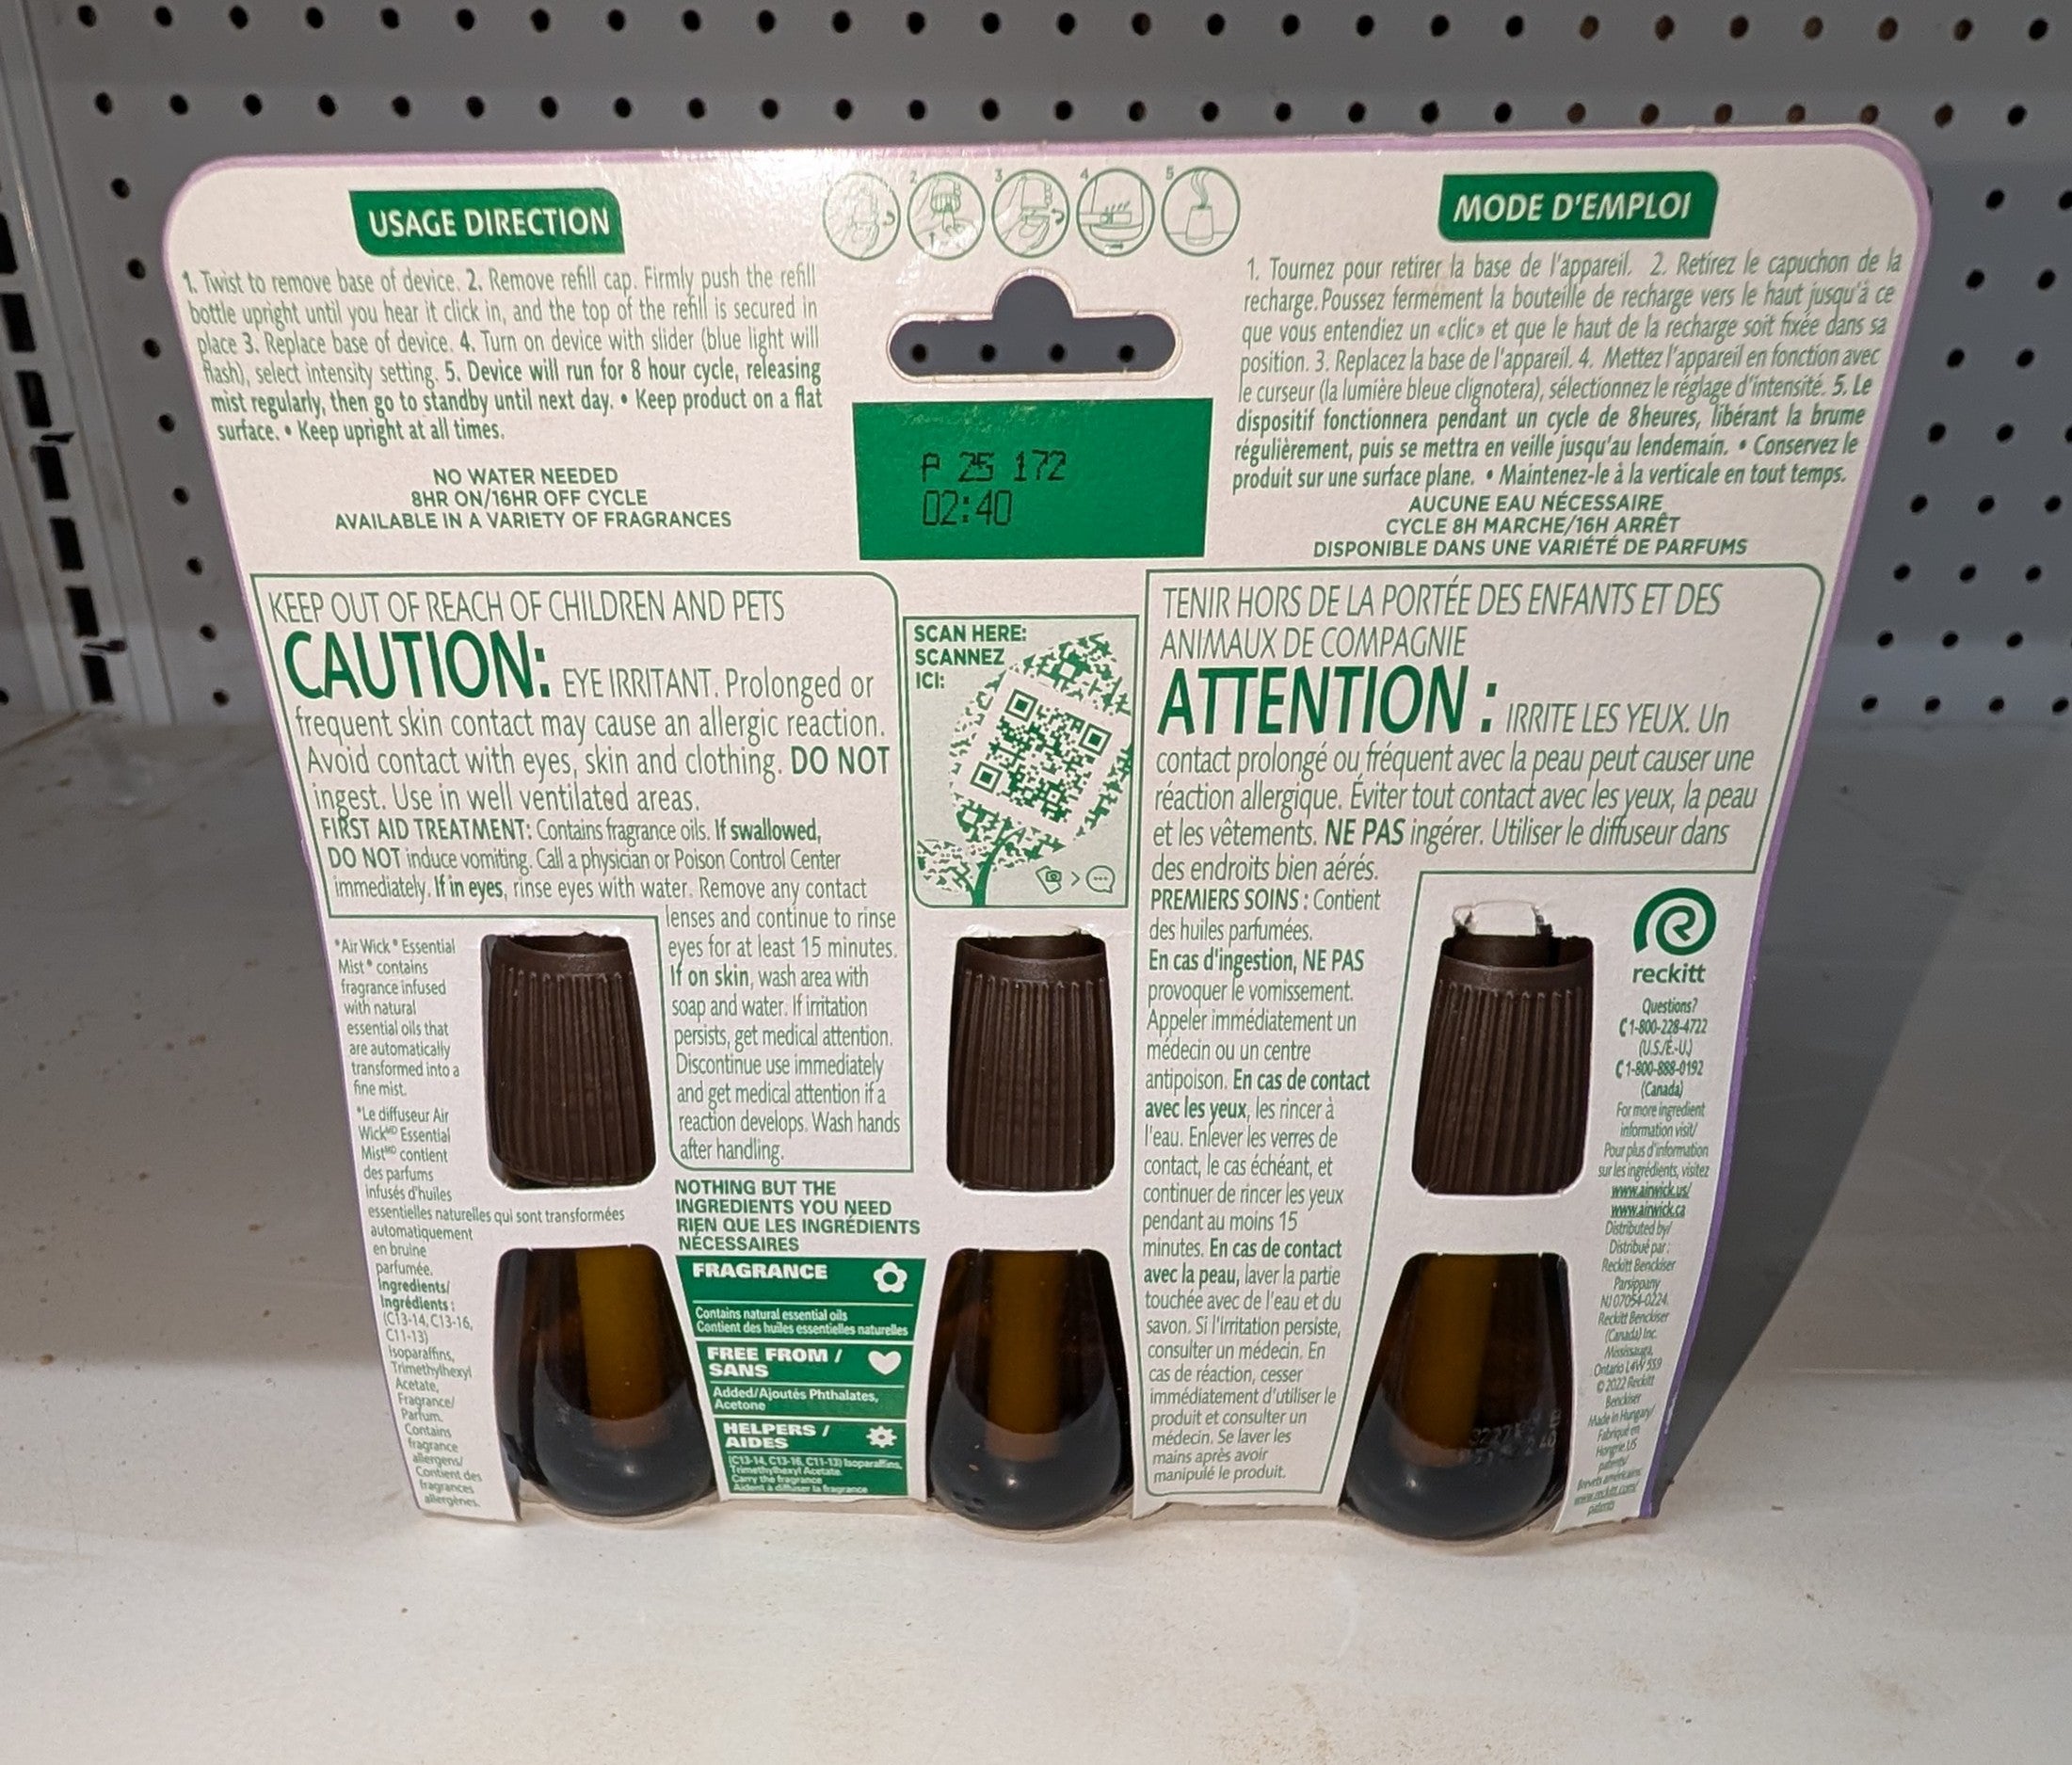 USAGE DIRECTION
1. Twist to remove base of device. 2. Remove refill cap. Firmly push the refill
bottle upright until you hear it click in, and the top of the refill is secured in
place 3. Replace base of device. 4. Turn on device with slider (blue light will
flash), select intensity setting. 5. Device will run for 8 hour cycle, releasing
mist regularly, then go to standby until next day. • Keep product on a flat
surface. • Keep upright at all times.
NO WATER NEEDED
8HR ON/16HR OFF CYCLE
AVAILABLE IN A VARIETY OF FRAGRANCES
2 3 4 5
P 25 172
02:40
MODE D'EMPLOI
1. Tournez pour retirer la base de l'appareil. 2. Retirez le capuchon de la
recharge. Poussez fermement la bouteille de recharge vers le haut jusqu'à ce
que vous entendiez un «clic» et que le haut de la recharge soit fixée dans sa
position. 3. Replacez la base de l'appareil. 4. Mettez l'appareil en fonction avec
le curseur (la lumière bleue clignotera), sélectionnez le réglage d'intensité. 5. Le
dispositif fonctionnera pendant un cycle de 8heures, libérant la brume
régulièrement, puis se mettra en veille jusqu'au lendemain. • Conservez le
produit sur une surface plane. • Maintenez-le à la verticale en tout temps.
AUCUNE EAU NÉCESSAIRE
CYCLE 8H MARCHE/16H ARRÊT
DISPONIBLE DANS UNE VARIÉTÉ DE PARFUMS
KEEP OUT OF REACH OF CHILDREN AND PETS
CAUTION: EYE IRRITANT. Prolonged or
frequent skin contact may cause an allergic reaction.
Avoid contact with eyes, skin and clothing. DO NOT
ingest. Use in well ventilated areas.
FIRST AID TREATMENT: Contains fragrance oils. If swallowed,
DO NOT induce vomiting. Call a physician or Poison Control Center
immediately. If in eyes, rinse eyes with water. Remove any contact
lenses and continue to rinse
eyes for at least 15 minutes.
If on skin, wash area with
soap and water. If irritation
persists, get medical attention.
Discontinue use immediately
and get medical attention if a
reaction develops. Wash hands
after handling.
SCAN HERE:
SCANNEZ
ICI:
TENIR HORS DE LA PORTÉE DES ENFANTS ET DES
ANIMAUX DE COMPAGNIE
ATTENTION : IRRITE LES YEUX. Un
contact prolongé ou fréquent avec la peau peut causer une
réaction allergique. Éviter tout contact avec les yeux, la peau
et les vêtements. NE PAS ingérer. Utiliser le diffuseur dans
des endroits bien aérés.
PREMIERS SOINS : Contient
des huiles parfumées.
En cas d'ingestion, NE PAS
provoquer le vomissement.
Appeler immédiatement un
médecin ou un centre
antipoison. En cas de contact
avec les yeux, les rincer à
l'eau. Enlever les verres de
contact, le cas échéant, et
continuer de rincer les yeux
pendant au moins 15
minutes. En cas de contact
avec la peau, laver la partie
touchée avec de l'eau et du
savon. Si l'irritation persiste,
consulter un médecin. En
cas de réaction, cesser
immédiatement d'utiliser le
produit et consulter un
médecin. Se laver les
mains après avoir
manipulé le produit.
*Air Wick® Essential
Mist® contains
fragrance infused
with natural
essential oils that
are automatically
transformed into a
fine mist.
*Le diffuseur Air
WickMD Essential
MistMD contient
des parfums
infusés d'huiles
essentielles naturelles qui sont transformées
automatiquement
en bruine
parfumée.
Ingredients/
Ingrédients :
(C13-14, C13-16,
C11-13)
Isoparaffins,
Trimethylhexyl
Acetate,
Fragrance/
Parfum.
Contains
fragrance
allergens/
Contient des
fragrances
allergènes.
NOTHING BUT THE
INGREDIENTS YOU NEED
RIEN QUE LES INGRÉDIENTS
NÉCESSAIRES
FRAGRANCE
Contains natural essential oils
Contient des huiles essentielles naturelles
FREE FROM /
SANS
Added/Ajoutés Phthalates,
Acetone
HELPERS /
AIDES
(C13-14, C13-16, C11-13) Isoparaffins,
Trimethylhexyl Acetate.
Carry the fragrance
Aident à diffuser la fragrance
reckitt
Questions?
1-800-228-4722
(U.S./É.-U.)
1-800-888-0192
(Canada)
For more ingredient
information visit/
Pour plus d'information
sur les ingrédients, visitez
www.airwick.us/
www.airwick.ca
Distributed by/
Distribué par :
Reckitt Benckiser
Parsippany
NJ 07054-0224.
Reckitt Benckiser
(Canada) Inc.
Mississauga,
Ontario L4W 5S9
© 2022 Reckitt
Benckiser
Made in Hungary/
Fabriqué en
Hongrie. US
patents/
Brevets américains:
www.reckitt.com/
patents